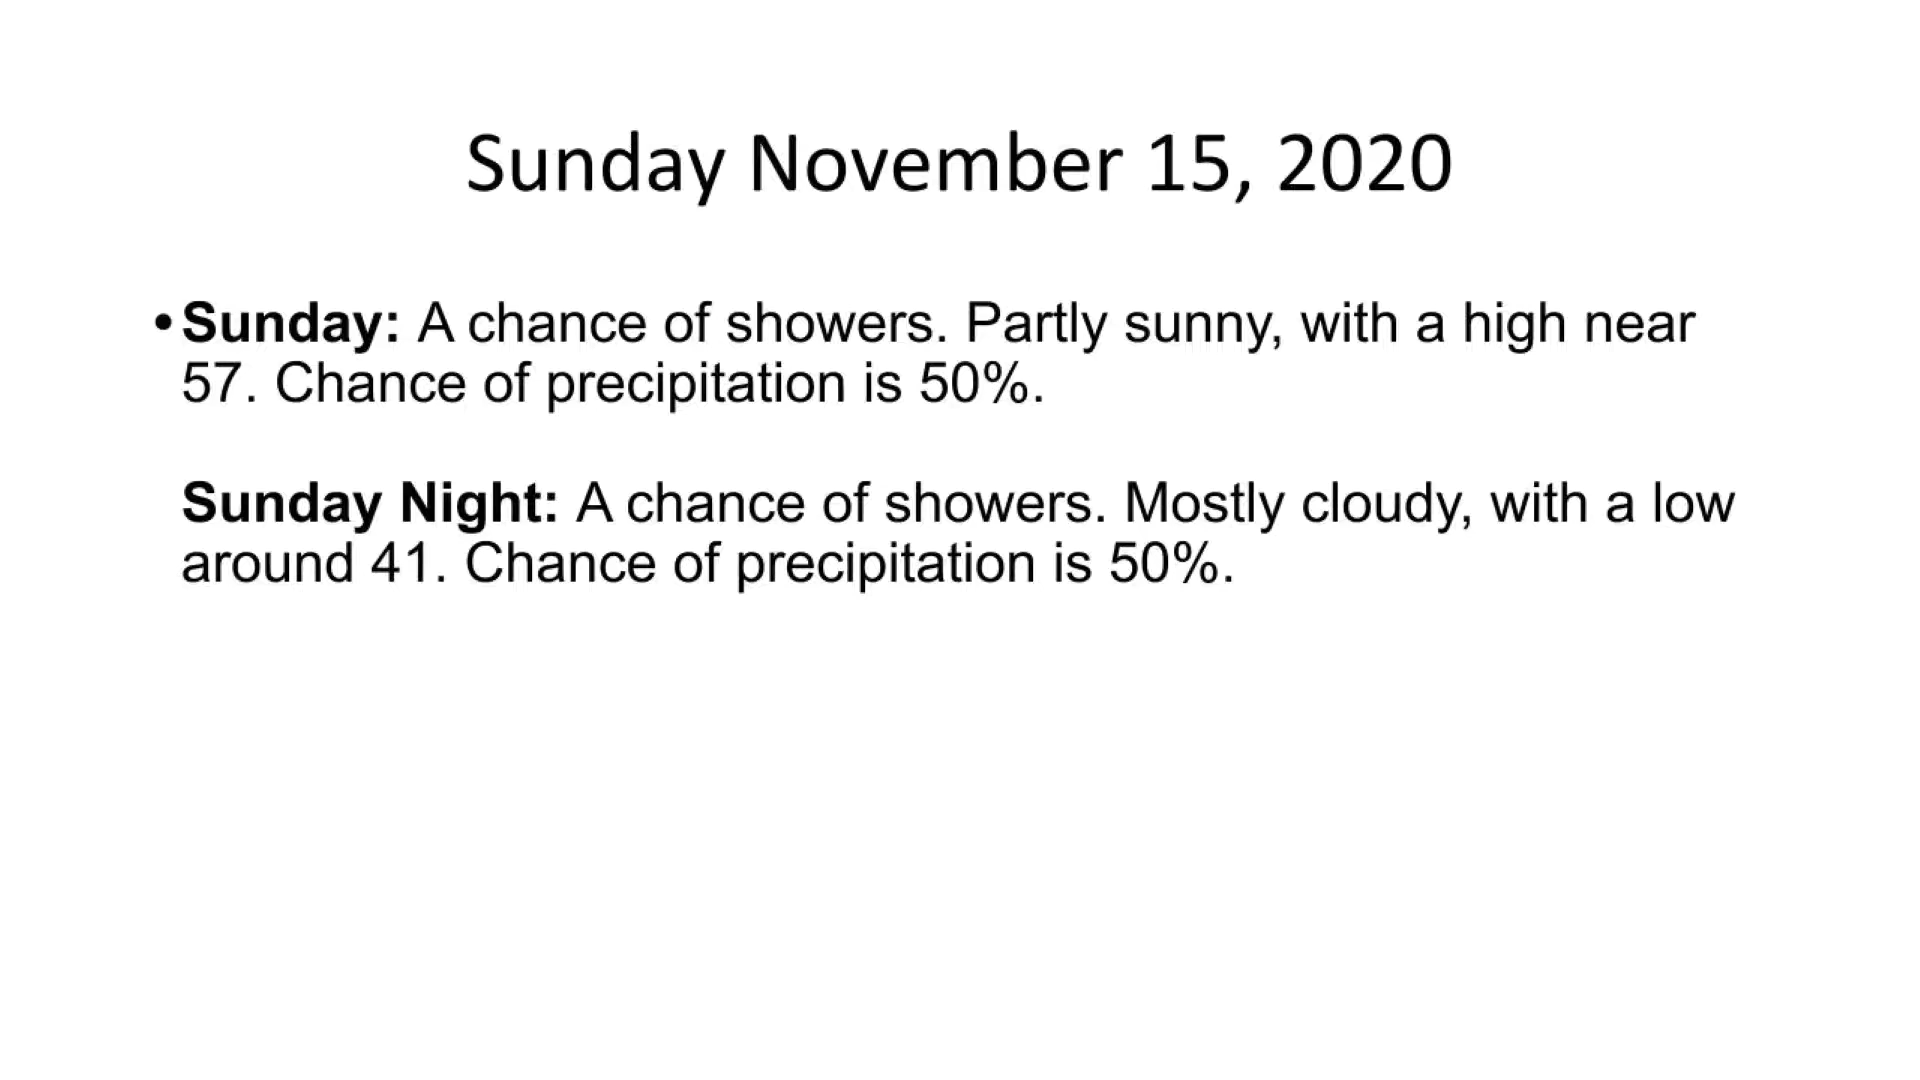 Sunday November 15, 2020
•Sunday: A chance of showers. Partly sunny, with a high near
57. Chance of precipitation is 50%.
Sunday Night: A chance of showers. Mostly cloudy, with a low
around 41. Chance of precipitation is 50%.